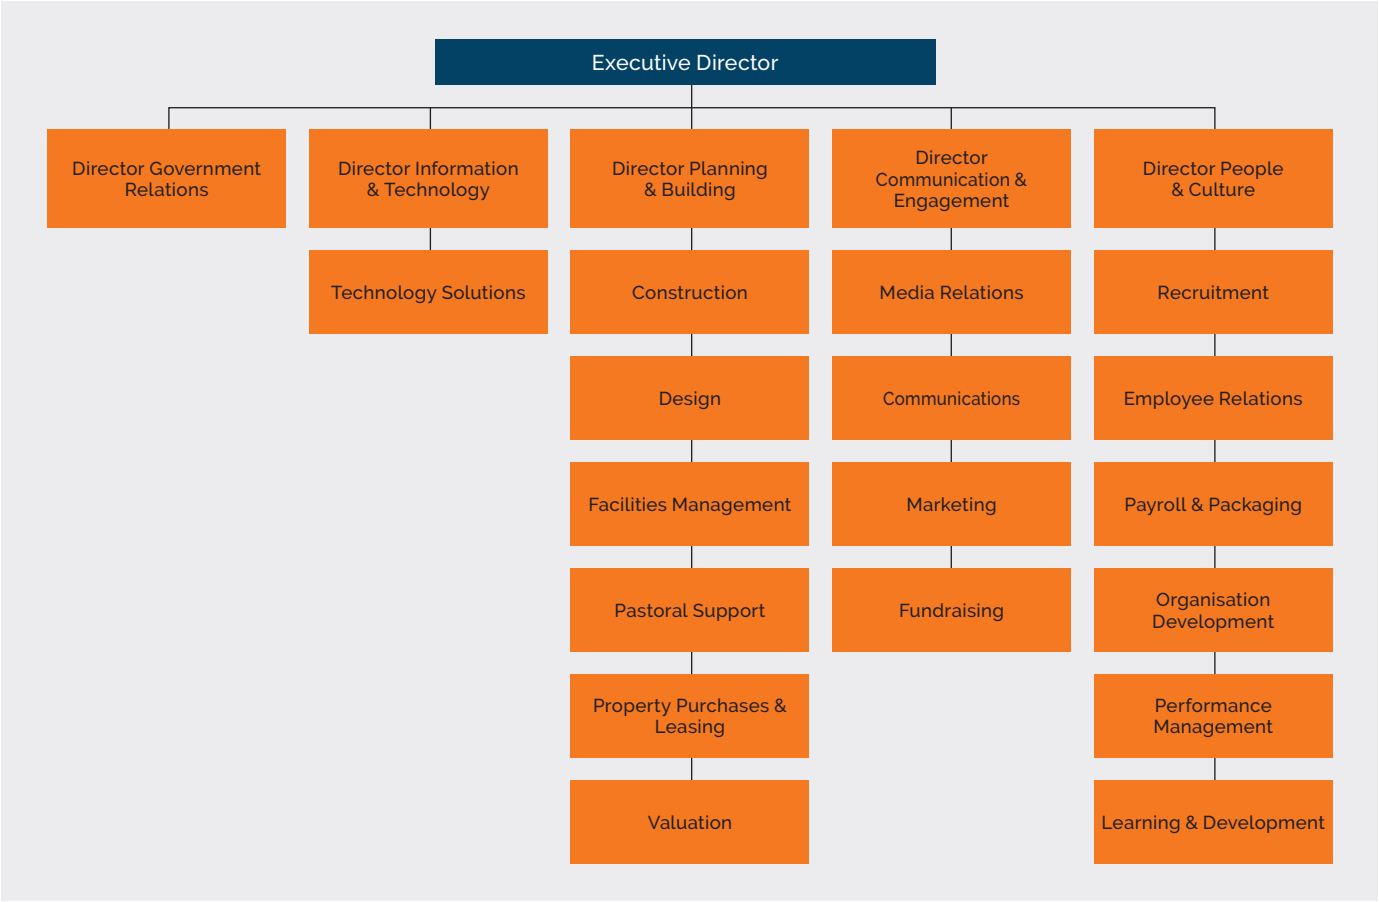 Executive Director
Director Government
Relations
Director Information
& Technology
Director Planning
& Building
Director
Communication &
Engagement
Director People
& Culture
Technology Solutions
Construction
Media Relations
Recruitment
Design
Communications
Employee Relations
Facilities Management
Marketing
Payroll & Packaging
Pastoral Support
Fundraising
Organisation
Development
Property Purchases &
Leasing
Performance
Management
Valuation
Learning & Development